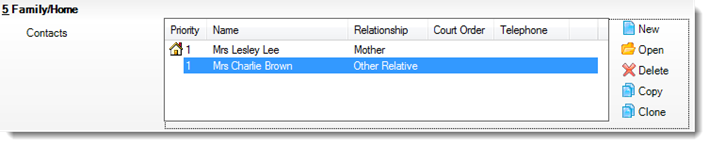 5 Family/Home
Contacts
Priority Name Relationship Court Order Telephone
1 Mrs Lesley Lee Mother
1 Mrs Charlie Brown Other Relative
New
Open
Delete
Copy
Clone